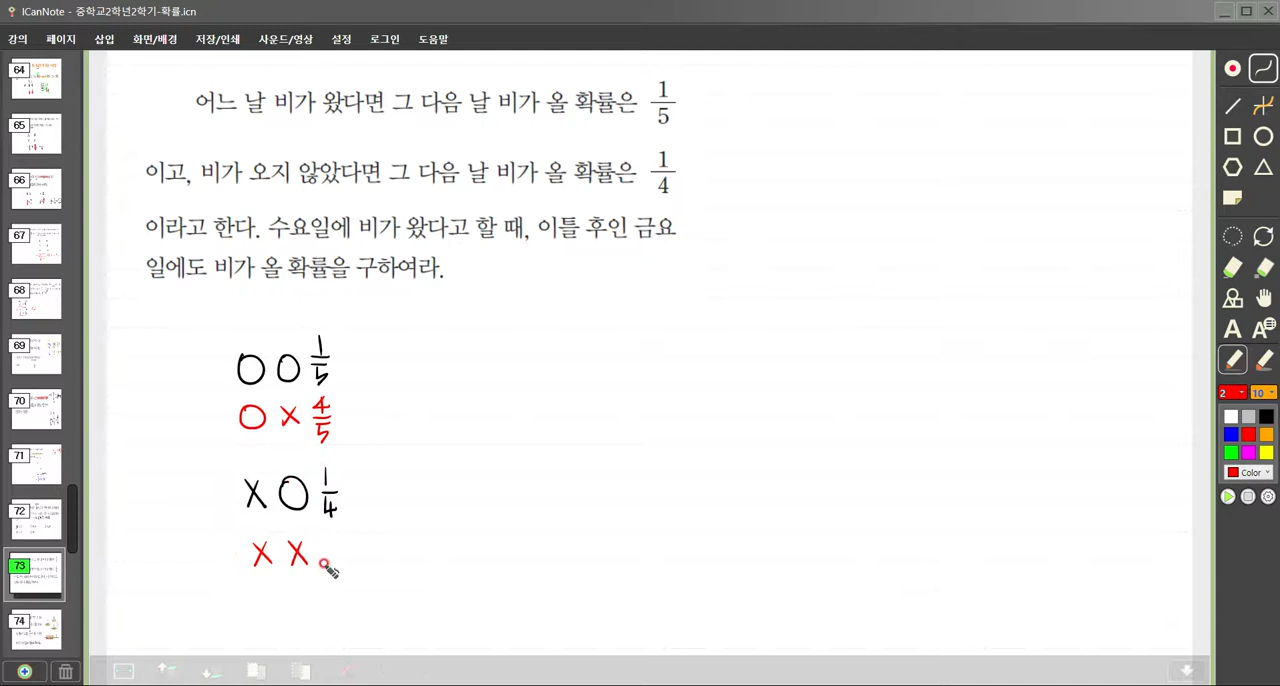 ICanNote - 중학교2학년2학기-확률.icn
강의 페이지 삽입 화면/배경 저장/인쇄 사운드/영상 설정 로그인 도움말
64
65
66
67
68
69
70
71
72
73
74
어느 날 비가 왔다면 그 다음 날 비가 올 확률은 1/5
이고, 비가 오지 않았다면 그 다음 날 비가 올 확률은 1/4
이라고 한다. 수요일에 비가 왔다고 할 때, 이틀 후인 금요
일에도 비가 올 확률을 구하여라.
O O 1/5
O X 4/5
X O 1/4
X X
A A
2 10
Color